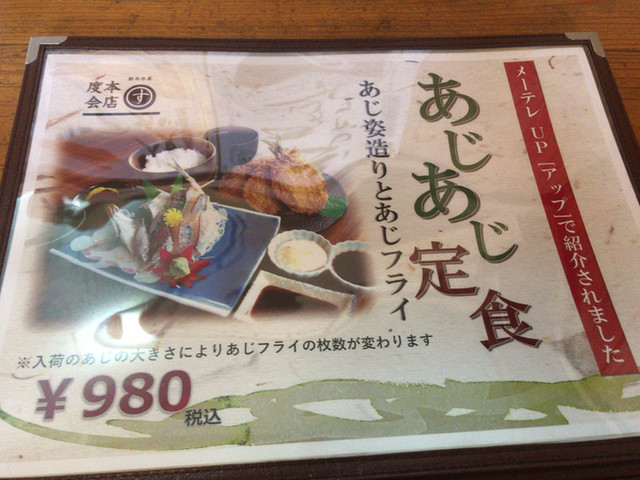 メーテレ UP「アップ」で紹介されました
あじあじ定食
あじ姿造りとあじフライ
す
度会
本店
※入荷のあじの大きさによりあじフライの枚数が変わります
￥980
税込